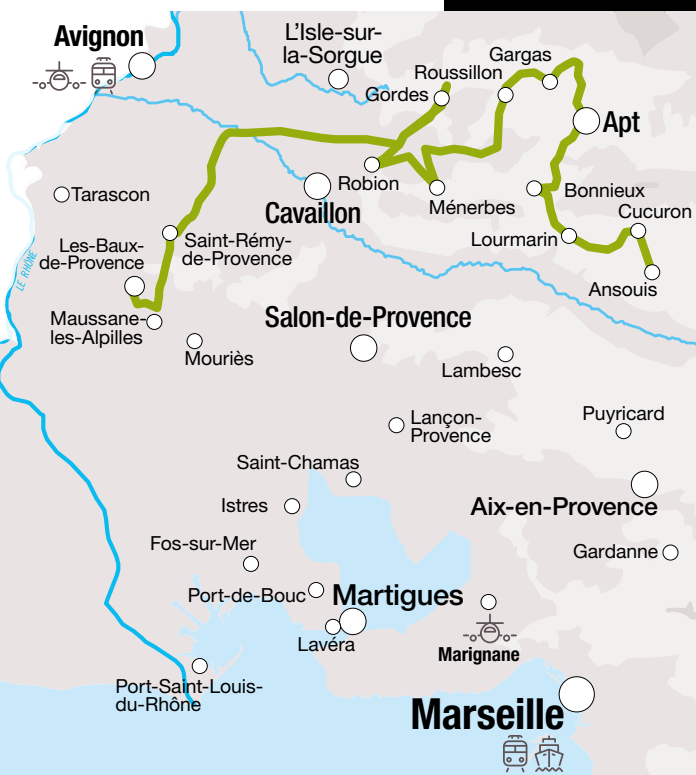 Avignon
L'Isle-sur-
la-Sorgue
Gargas
Roussillon
Gordes
Apt
Tarascon
Robion
Cavaillon
Ménerbes
Bonnieux
Cucuron
Les-Baux-
de-Provence
Saint-Rémy-
de-Provence
Lourmarin
LE RHÔNE
Ansouis
Maussane-
les-Alpilles
Salon-de-Provence
Mouriès
Lambesc
Lançon-
Provence
Puyricard
Saint-Chamas
Istres
Aix-en-Provence
Fos-sur-Mer
Gardanne
Port-de-Bouc
Martigues
Lavéra
Marignane
Port-Saint-Louis-
du-Rhône
Marseille